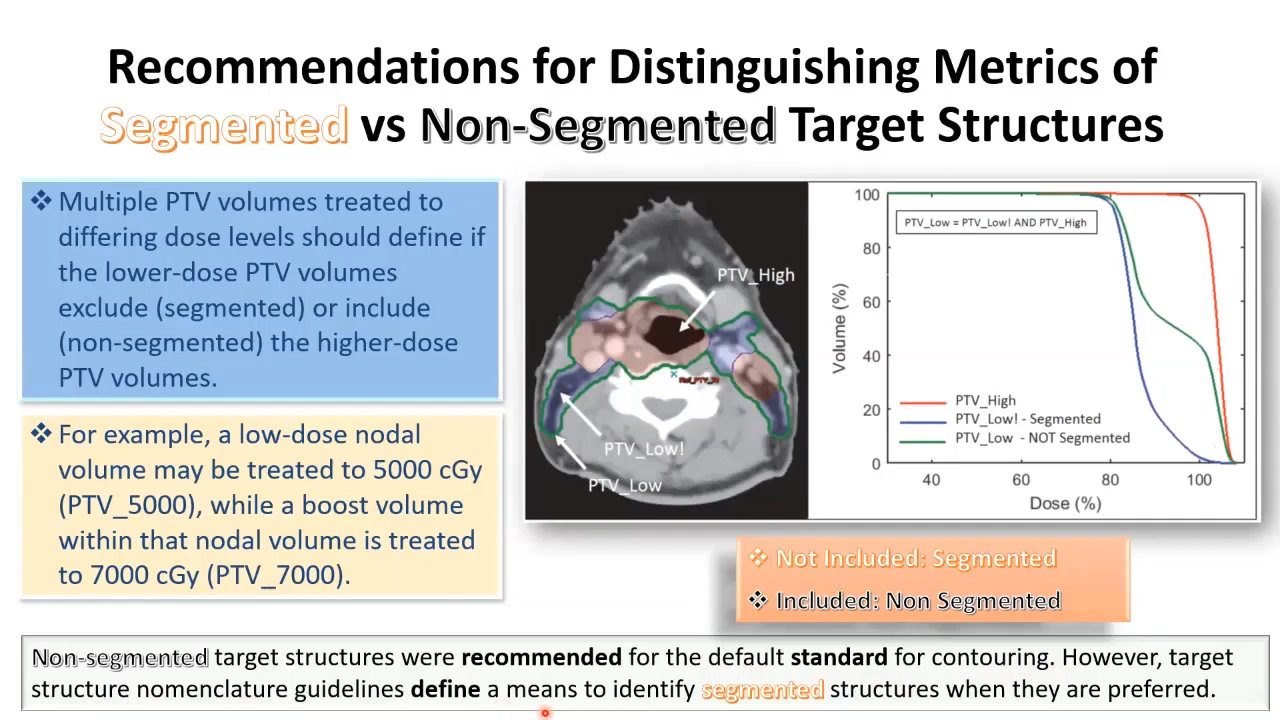 Recommendations for Distinguishing Metrics of
Segmented vs Non-Segmented Target Structures
❖ Multiple PTV volumes treated to
differing dose levels should define if
the lower-dose PTV volumes
exclude (segmented) or include
(non-segmented) the higher-dose
PTV volumes.
❖ For example, a low-dose nodal
volume may be treated to 5000 cGy
(PTV_5000), while a boost volume
within that nodal volume is treated
to 7000 cGy (PTV_7000).
PTV_High
Ref_PTV_70
PTV_Low!
PTV_Low
100
80
60
40
20
0
Volume (%)
PTV_Low = PTV_Low! AND PTV_High
PTV_High
PTV_Low! - Segmented
PTV_Low - NOT Segmented
40 60 80 100
Dose (%)
❖ Not Included: Segmented
❖ Included: Non Segmented
Non-segmented target structures were recommended for the default standard for contouring. However, target
structure nomenclature guidelines define a means to identify segmented structures when they are preferred.